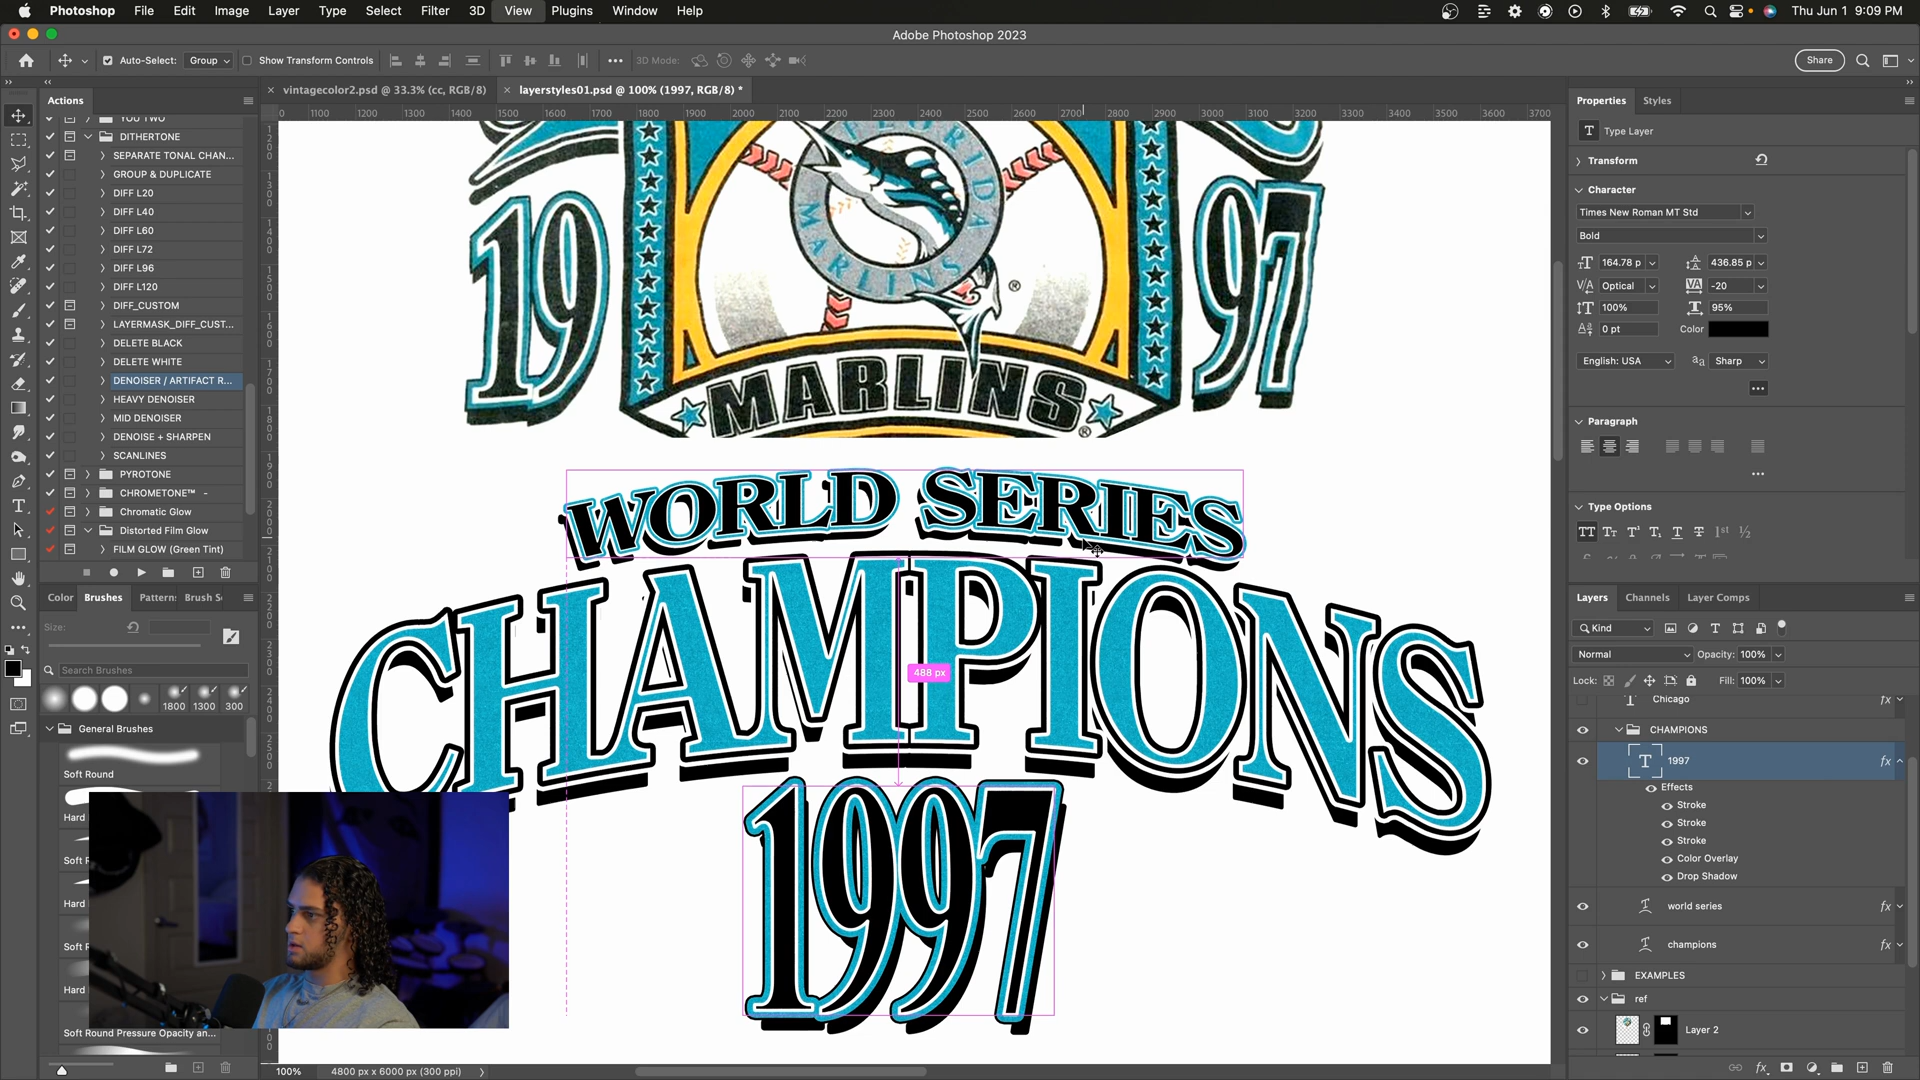 Photoshop File Edit Image Layer Type Select Filter 3D View Plugins Window Help Thu Jun 1 9:09 PM
Adobe Photoshop 2023
Auto-Select: Group Show Transform Controls 3D Mode: Share
vintagecolor2.psd @ 33.3% (cc, RGB/8)
layerstyles01.psd @ 100% (1997, RGB/8) *
0 1100 1200 1300 1400 1500 1600 1700 1800 1900 2000 2100 2200 2300 2400 2500 2600 2700 2800 2900 3000 3100 3200 3300 3400 3500 3600 3700
Actions
YOU TWO
DITHERTONE
SEPARATE TONAL CHAN...
GROUP & DUPLICATE
DIFF L20
DIFF L40
DIFF L60
DIFF L72
DIFF L96
DIFF L120
DIFF_CUSTOM
LAYERMASK_DIFF_CUST...
DELETE BLACK
DELETE WHITE
DENOISER / ARTIFACT R...
HEAVY DENOISER
MID DENOISER
DENOISE + SHARPEN
SCANLINES
PYROTONE
CHROMETONE™ -
Chromatic Glow
Distorted Film Glow
FILM GLOW (Green Tint)
Color Brushes Pattern: Brush S
Size:
Search Brushes
1800 1300 300
General Brushes
Soft Round
Hard
Soft R
Hard
Soft R
Hard
Soft Round Pressure Opacity an...
FLORIDA
MARLINS
19 97
®
MARLINS
®
WORLD SERIES
CHAMPIONS
488 px
1997
100% 4800 px x 6000 px (300 ppi)
Properties Styles
Type Layer
Transform
Character
Times New Roman MT Std
Bold
164.78 p 436.85 p
Optical -20
100% 95%
0 pt Color
English: USA Sharp
Paragraph
Type Options
Layers Channels Layer Comps
Kind
Normal Opacity: 100%
Lock: Fill: 100%
Chicago fx
CHAMPIONS
1997 fx
Effects
Stroke
Stroke
Stroke
Color Overlay
Drop Shadow
world series fx
champions fx
EXAMPLES
ref
Layer 2